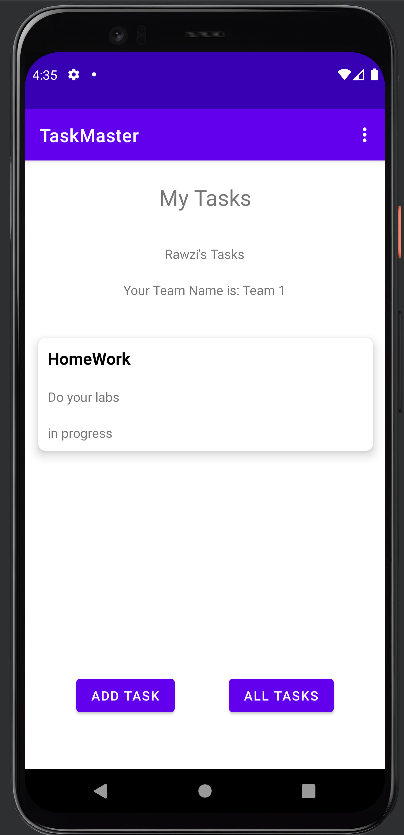 4:35
TaskMaster
My Tasks
Rawzi's Tasks
Your Team Name is: Team 1
HomeWork
Do your labs
in progress
ADD TASK
ALL TASKS